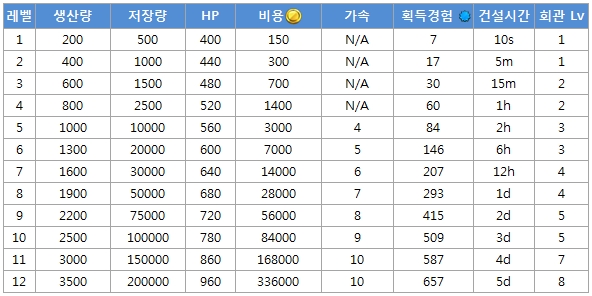 레벨 생산량 저장량 HP 비용 가속 획득경험 건설시간 회관 Lv
1 200 500 400 150 N/A 7 10s 1
2 400 1000 440 300 N/A 17 5m 1
3 600 1500 480 700 N/A 30 15m 2
4 800 2500 520 1400 N/A 60 1h 2
5 1000 10000 560 3000 4 84 2h 3
6 1300 20000 600 7000 5 146 6h 3
7 1600 30000 640 14000 6 207 12h 4
8 1900 50000 680 28000 7 293 1d 4
9 2200 75000 720 56000 8 415 2d 5
10 2500 100000 780 84000 9 509 3d 5
11 3000 150000 860 168000 10 587 4d 7
12 3500 200000 960 336000 10 657 5d 8